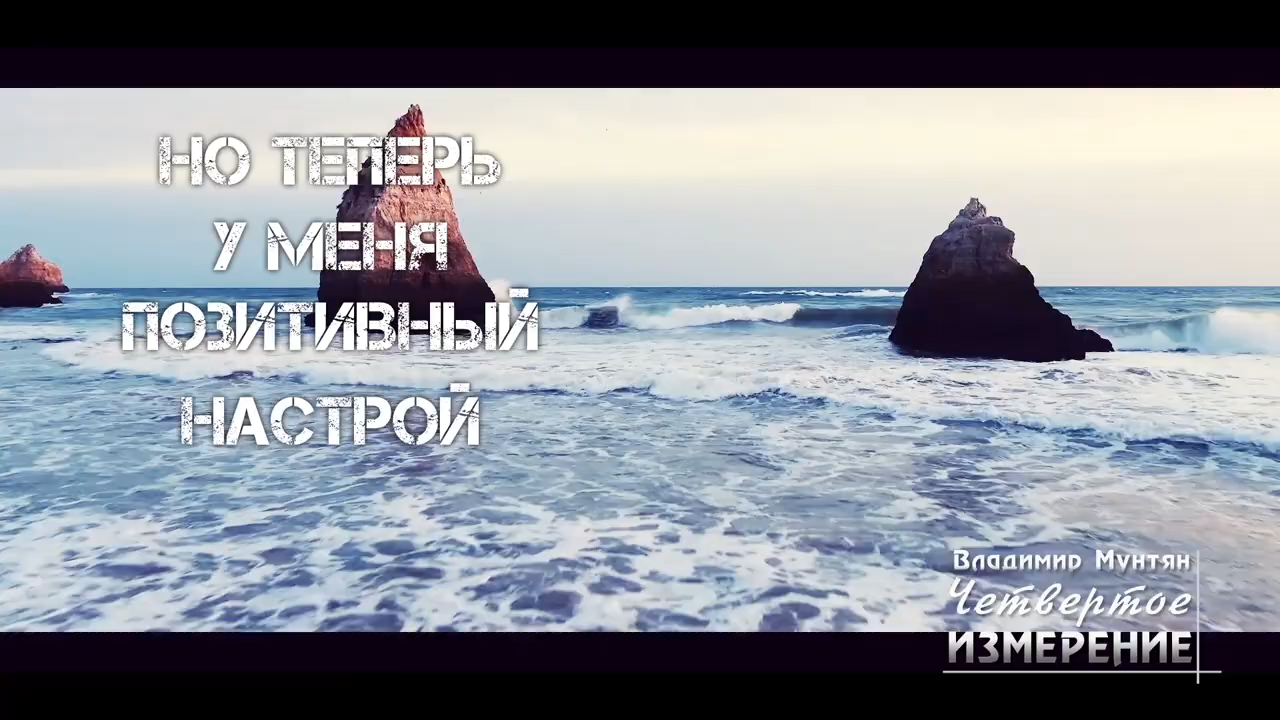 НО ТЕПЕРЬ
У МЕНЯ
ПОЗИТИВНЫЙ
НАСТРОЙ
Владимир Мунтян
Четвертое
ИЗМЕРЕНИЕ